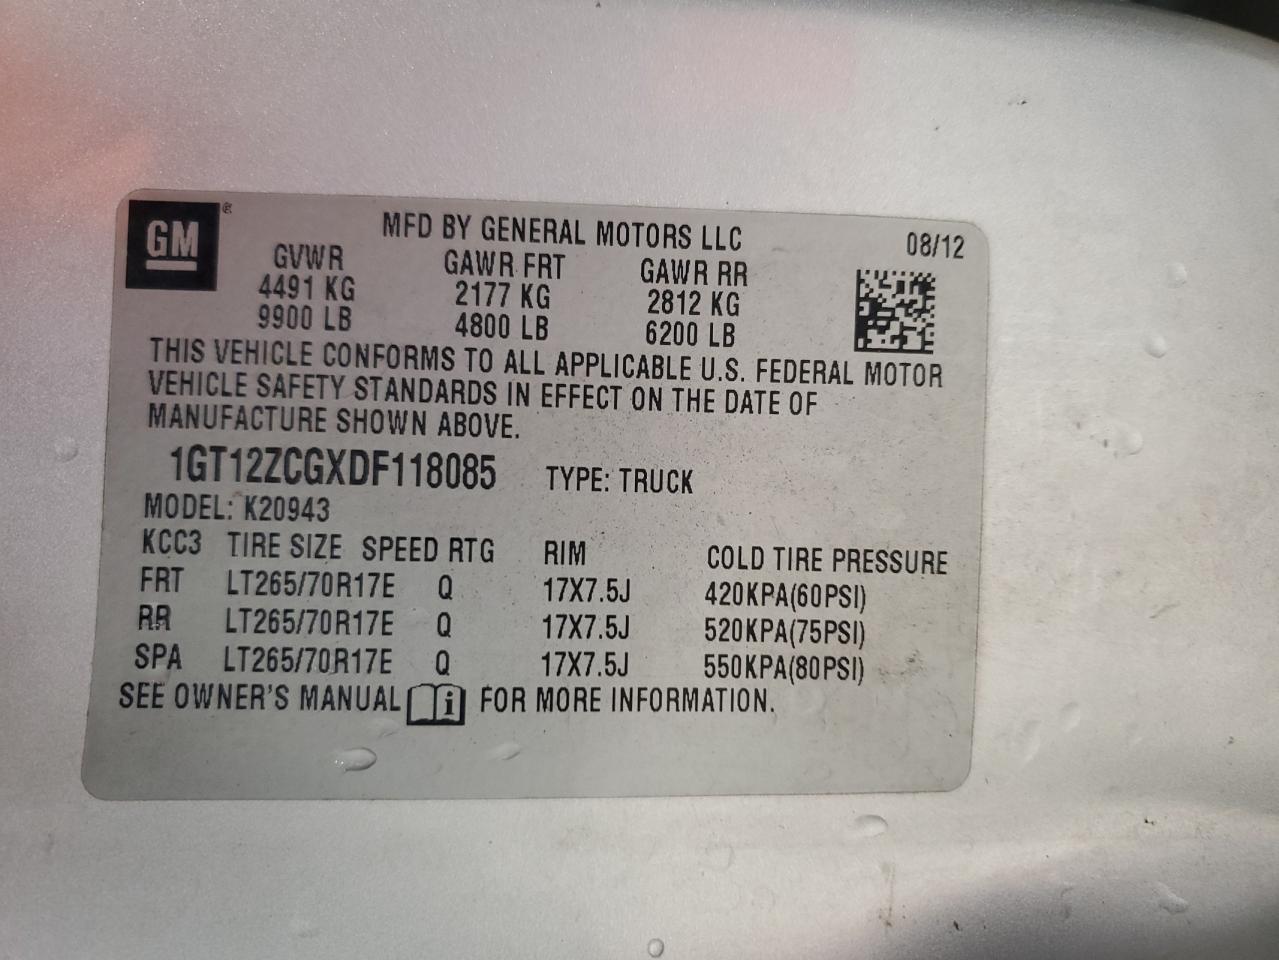 GM®
MFD BY GENERAL MOTORS LLC 08/12
GVWR GAWR FRT GAWR RR
4491 KG 2177 KG 2812 KG
9900 LB 4800 LB 6200 LB
THIS VEHICLE CONFORMS TO ALL APPLICABLE U.S. FEDERAL MOTOR
VEHICLE SAFETY STANDARDS IN EFFECT ON THE DATE OF
MANUFACTURE SHOWN ABOVE.
1GT12ZCGXDF118085 TYPE: TRUCK
MODEL: K20943
KCC3 TIRE SIZE SPEED RTG RIM COLD TIRE PRESSURE
FRT LT265/70R17E Q 17X7.5J 420KPA(60PSI)
RR LT265/70R17E Q 17X7.5J 520KPA(75PSI)
SPA LT265/70R17E Q 17X7.5J 550KPA(80PSI)
SEE OWNER'S MANUAL i FOR MORE INFORMATION.